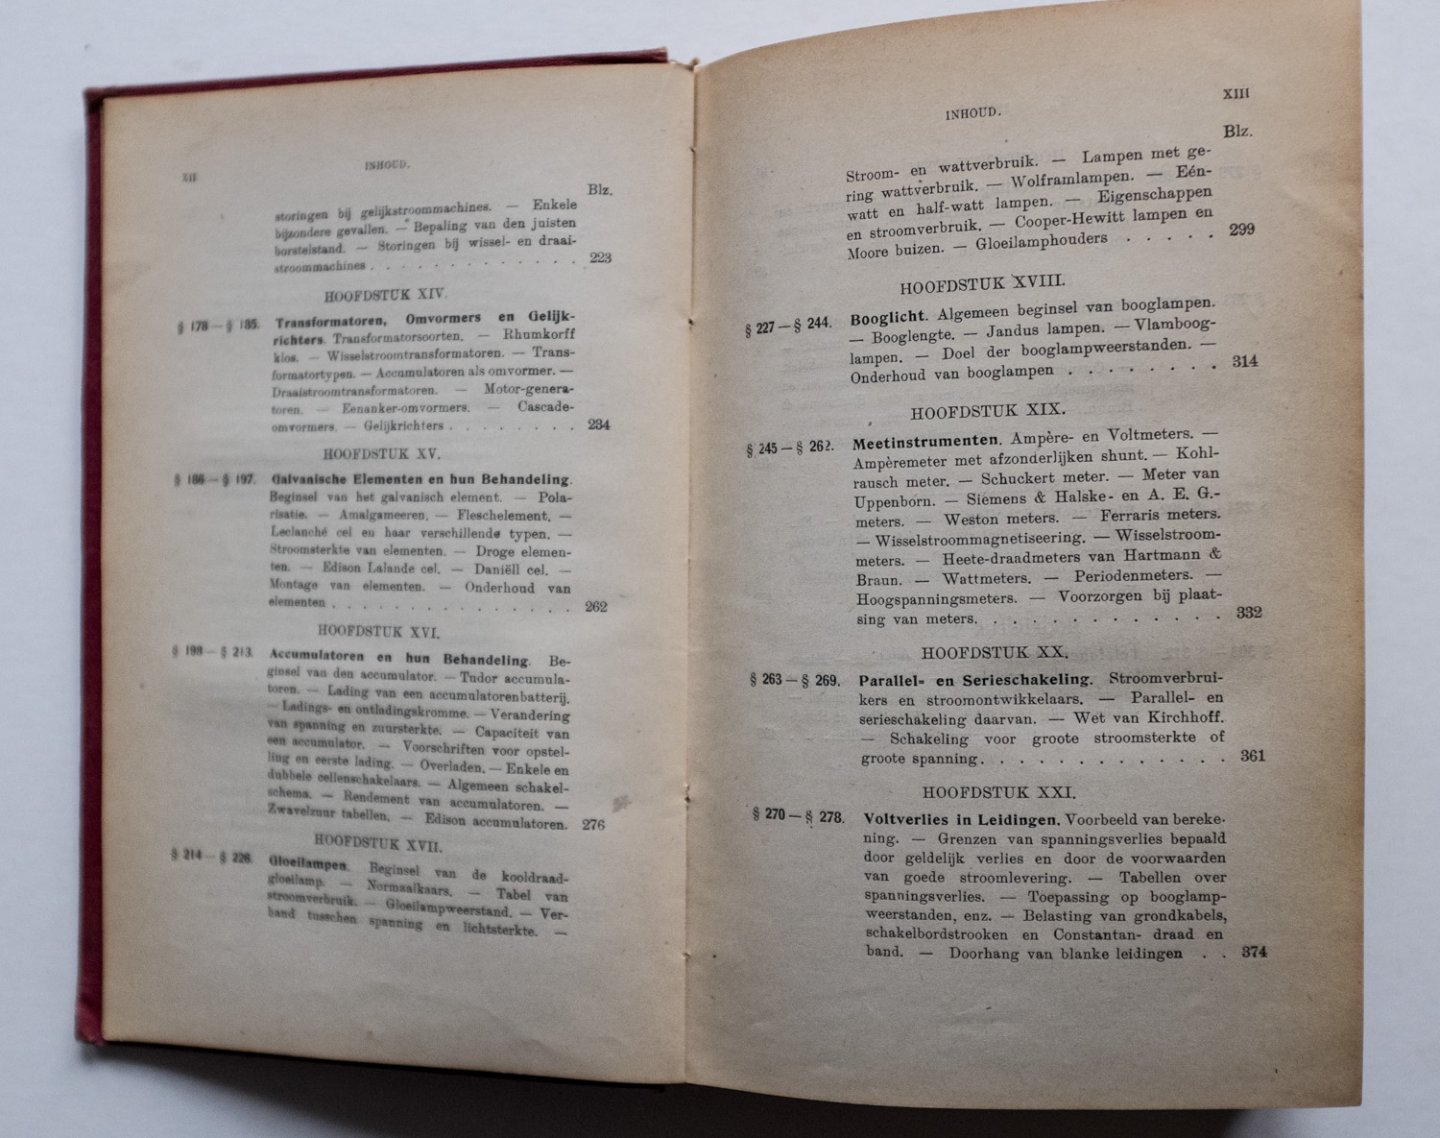 XII
INHOUD.
Blz.
storingen bij gelijkstroommachines. — Enkele
bijzondere gevallen. — Bepaling van den juisten
borstelstand. — Storingen bij wissel- en draai-
stroommachines . . . . . . . . . . . . . 223
HOOFDSTUK XIV.
§ 178 — § 185. Transformatoren, Omvormers en Gelijk-
richters. Transformatorsoorten. — Rhumkorff
klos. — Wisselstroomtransformatoren. — Trans-
formatortypen. — Accumulatoren als omvormer. —
Draaistroomtransformatoren. — Motor-genera-
toren. — Eenanker-omvormers. — Cascade-
omvormers. — Gelijkrichters . . . . . . . . 234
HOOFDSTUK XV.
§ 186 — § 197. Galvanische Elementen en hun Behandeling.
Beginsel van het galvanisch element. — Pola-
risatie. — Amalgameeren. — Fleschelement. —
Leclanché cel en haar verschillende typen. —
Stroomsterkte van elementen. — Droge elemen-
ten. — Edison Lalande cel. — Daniëll cel. —
Montage van elementen. — Onderhoud van
elementen . . . . . . . . . . . . . . . 262
HOOFDSTUK XVI.
§ 198 — § 213. Accumulatoren en hun Behandeling. Be-
ginsel van den accumulator. — Tudor accumula-
toren. — Lading van een accumulatorenbatterij.
— Ladings- en ontladingskromme. — Verandering
van spanning en zuursterkte. — Capaciteit van
een accumulator. — Voorschriften voor opstel-
ling en eerste lading. — Overladen. — Enkele en
dubbele cellenschakelaars. — Algemeen schakel-
schema. — Rendement van accumulatoren. —
Zwavelzuur tabellen. — Edison accumulatoren. 276
HOOFDSTUK XVII.
§ 214 — § 226. Gloeilampen. Beginsel van de kooldraad-
gloeilamp. — Normaalkaars. — Tabel van
stroomverbruik. — Gloeilampweerstand. — Ver-
band tusschen spanning en lichtsterkte. —
INHOUD.
XIII
Blz.
Stroom- en wattverbruik. — Lampen met ge-
ring wattverbruik. — Wolframlampen. — Eén-
watt en half-watt lampen. — Eigenschappen
en stroomverbruik. — Cooper-Hewitt lampen en
Moore buizen. — Gloeilamphouders . . . . . 299
HOOFDSTUK XVIII.
§ 227 — § 244. Booglicht. Algemeen beginsel van booglampen.
— Booglengte. — Jandus lampen. — Vlamboog-
lampen. — Doel der booglampweerstanden. —
Onderhoud van booglampen . . . . . . . . 314
HOOFDSTUK XIX.
§ 245 — § 262. Meetinstrumenten. Ampère- en Voltmeters. —
Ampèremeter met afzonderlijken shunt. — Kohl-
rausch meter. — Schuckert meter. — Meter van
Uppenborn. — Siemens & Halske- en A. E. G.-
meters. — Weston meters. — Ferraris meters.
— Wisselstroommagnetiseering. — Wisselstroom-
meters. — Heete-draadmeters van Hartmann &
Braun. — Wattmeters. — Periodenmeters. —
Hoogspanningsmeters. — Voorzorgen bij plaat-
sing van meters. . . . . . . . . . . . . 332
HOOFDSTUK XX.
§ 263 — § 269. Parallel- en Serieschakeling. Stroomverbrui-
kers en stroomontwikkelaars. — Parallel- en
serieschakeling daarvan. — Wet van Kirchhoff.
— Schakeling voor groote stroomsterkte of
groote spanning. . . . . . . . . . . . . 361
HOOFDSTUK XXI.
§ 270 — § 278. Voltverlies in Leidingen. Voorbeeld van bereke-
ning. — Grenzen van spanningsverlies bepaald
door geldelijk verlies en door de voorwaarden
van goede stroomlevering. — Tabellen over
spanningsverlies. — Toepassing op booglamp-
weerstanden, enz. — Belasting van grondkabels,
schakelbordstrooken en Constantan- draad en
band. — Doorhang van blanke leidingen . . 374